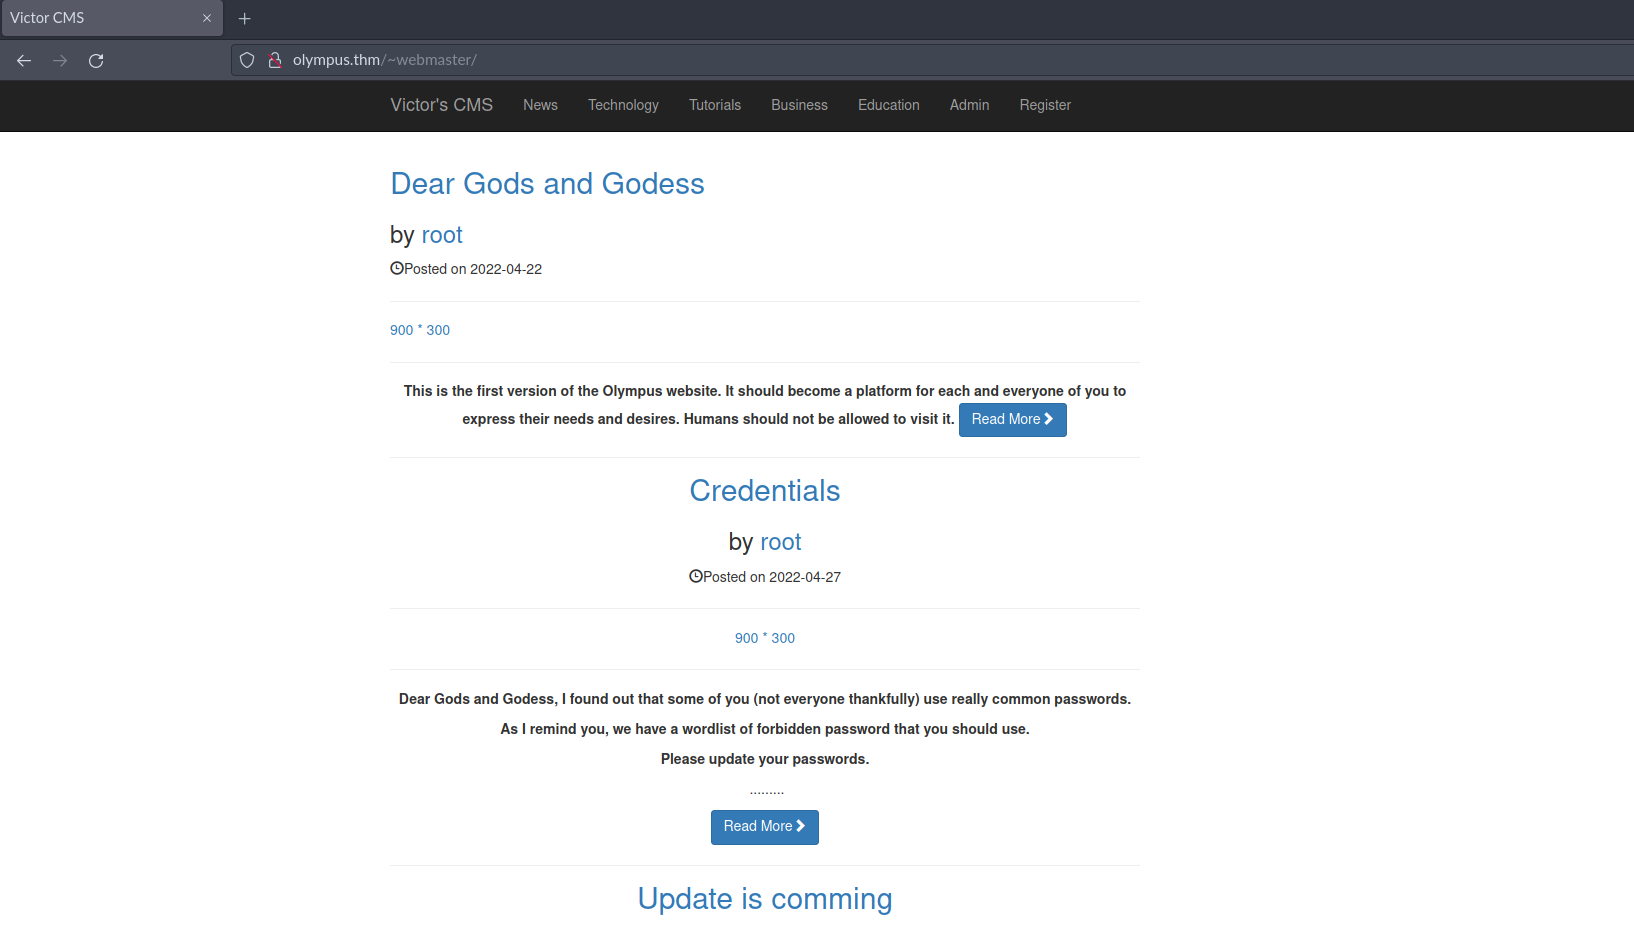 Victor CMS
olympus.thm/~webmaster/
Victor's CMS News Technology Tutorials Business Education Admin Register
Dear Gods and Godess
by root
Posted on 2022-04-22
900 * 300
This is the first version of the Olympus website. It should become a platform for each and everyone of you to
express their needs and desires. Humans should not be allowed to visit it. Read More
Credentials
by root
Posted on 2022-04-27
900 * 300
Dear Gods and Godess, I found out that some of you (not everyone thankfully) use really common passwords.
As I remind you, we have a wordlist of forbidden password that you should use.
Please update your passwords.
.........
Read More
Update is comming